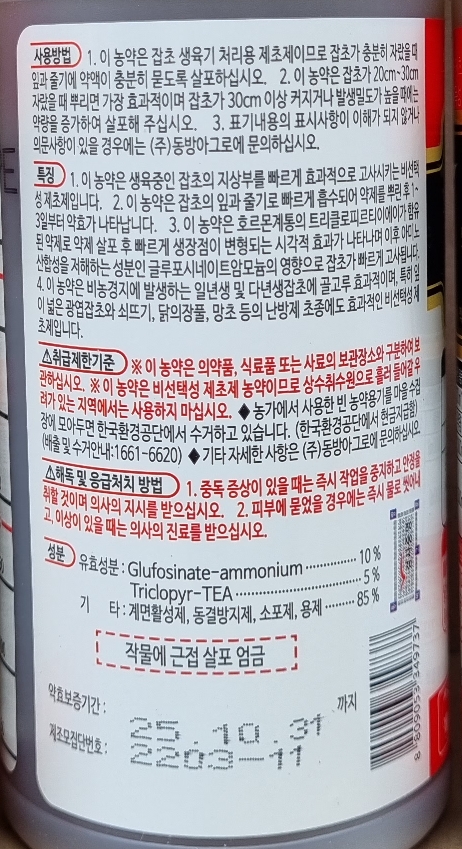 사용방법 1. 이 농약은 잡초 생육기 처리용 제초제이므로 잡초가 충분히 자랐을때
잎과 줄기에 약액이 충분히 묻도록 살포하십시오. 2. 이 농약은 잡초가 20cm~30cm
자랐을 때 뿌리면 가장 효과적이며 잡초가 30cm 이상 커지거나 발생밀도가 높을 때에는
약량을 증가하여 살포해 주십시오. 3. 표기내용의 표시사항이 이해가 되지 않거나
의문사항이 있을 경우에는 (주)동방아그로에 문의하십시오.
특징 1. 이 농약은 생육중인 잡초의 지상부를 빠르게 효과적으로 고사시키는 비선택
성 제초제입니다. 2. 이 농약은 잡초의 잎과 줄기로 빠르게 흡수되어 약제를 뿌린 후 1~
3일부터 약효가 나타납니다. 3. 이 농약은 호르몬계통의 트리클로피르티이에이가 함유
된 약제로 약제 살포 후 빠르게 생장점이 변형되는 시각적 효과가 나타나며 이후 아미노
산합성을 저해하는 성분인 글루포시네이트암모늄의 영향으로 잡초가 빠르게 고사됩니다.
4. 이 농약은 비농경지에 발생하는 일년생 및 다년생잡초에 골고루 효과적이며, 특히 잎
이 넓은 광엽잡초와 쇠뜨기, 닭의장풀, 망초 등의 난방제 초종에도 효과적인 비선택성 제
초제입니다.
⚠취급제한기준 ※ 이 농약은 의약품, 식료품 또는 사료의 보관장소와 구분하여 보
관하십시오. ※ 이 농약은 비선택성 제초제 농약이므로 상수취수원으로 흘러 들어갈 우
려가 있는 지역에서는 사용하지 마십시오. ◆ 농가에서 사용한 빈 농약용기를 마을 수집
장에 모아두면 한국환경공단에서 수거하고 있습니다. (한국환경공단에서 현금지급함)
(배출 및 수거안내:1661-6620) ◆ 기타 자세한 사항은 (주)동방아그로에 문의하십시오.
⚠해독 및 응급처치 방법 1. 중독 증상이 있을 때는 즉시 작업을 중지하고 안정을
취할 것이며 의사의 지시를 받으십시오. 2. 피부에 묻었을 경우에는 즉시 물로 씻어내
고, 이상이 있을 때는 의사의 진료를 받으십시오.
성분 유효성분 : Glufosinate-ammonium ············ 10 %
Triclopyr-TEA ························ 5 %
기 타 : 계면활성제, 동결방지제, 소포제, 용제 ······· 85 %
작물에 근접 살포 엄금
약효보증기간 : 25.10.31 까지
제조모집단번호 : 2203-11
8 809053 349737